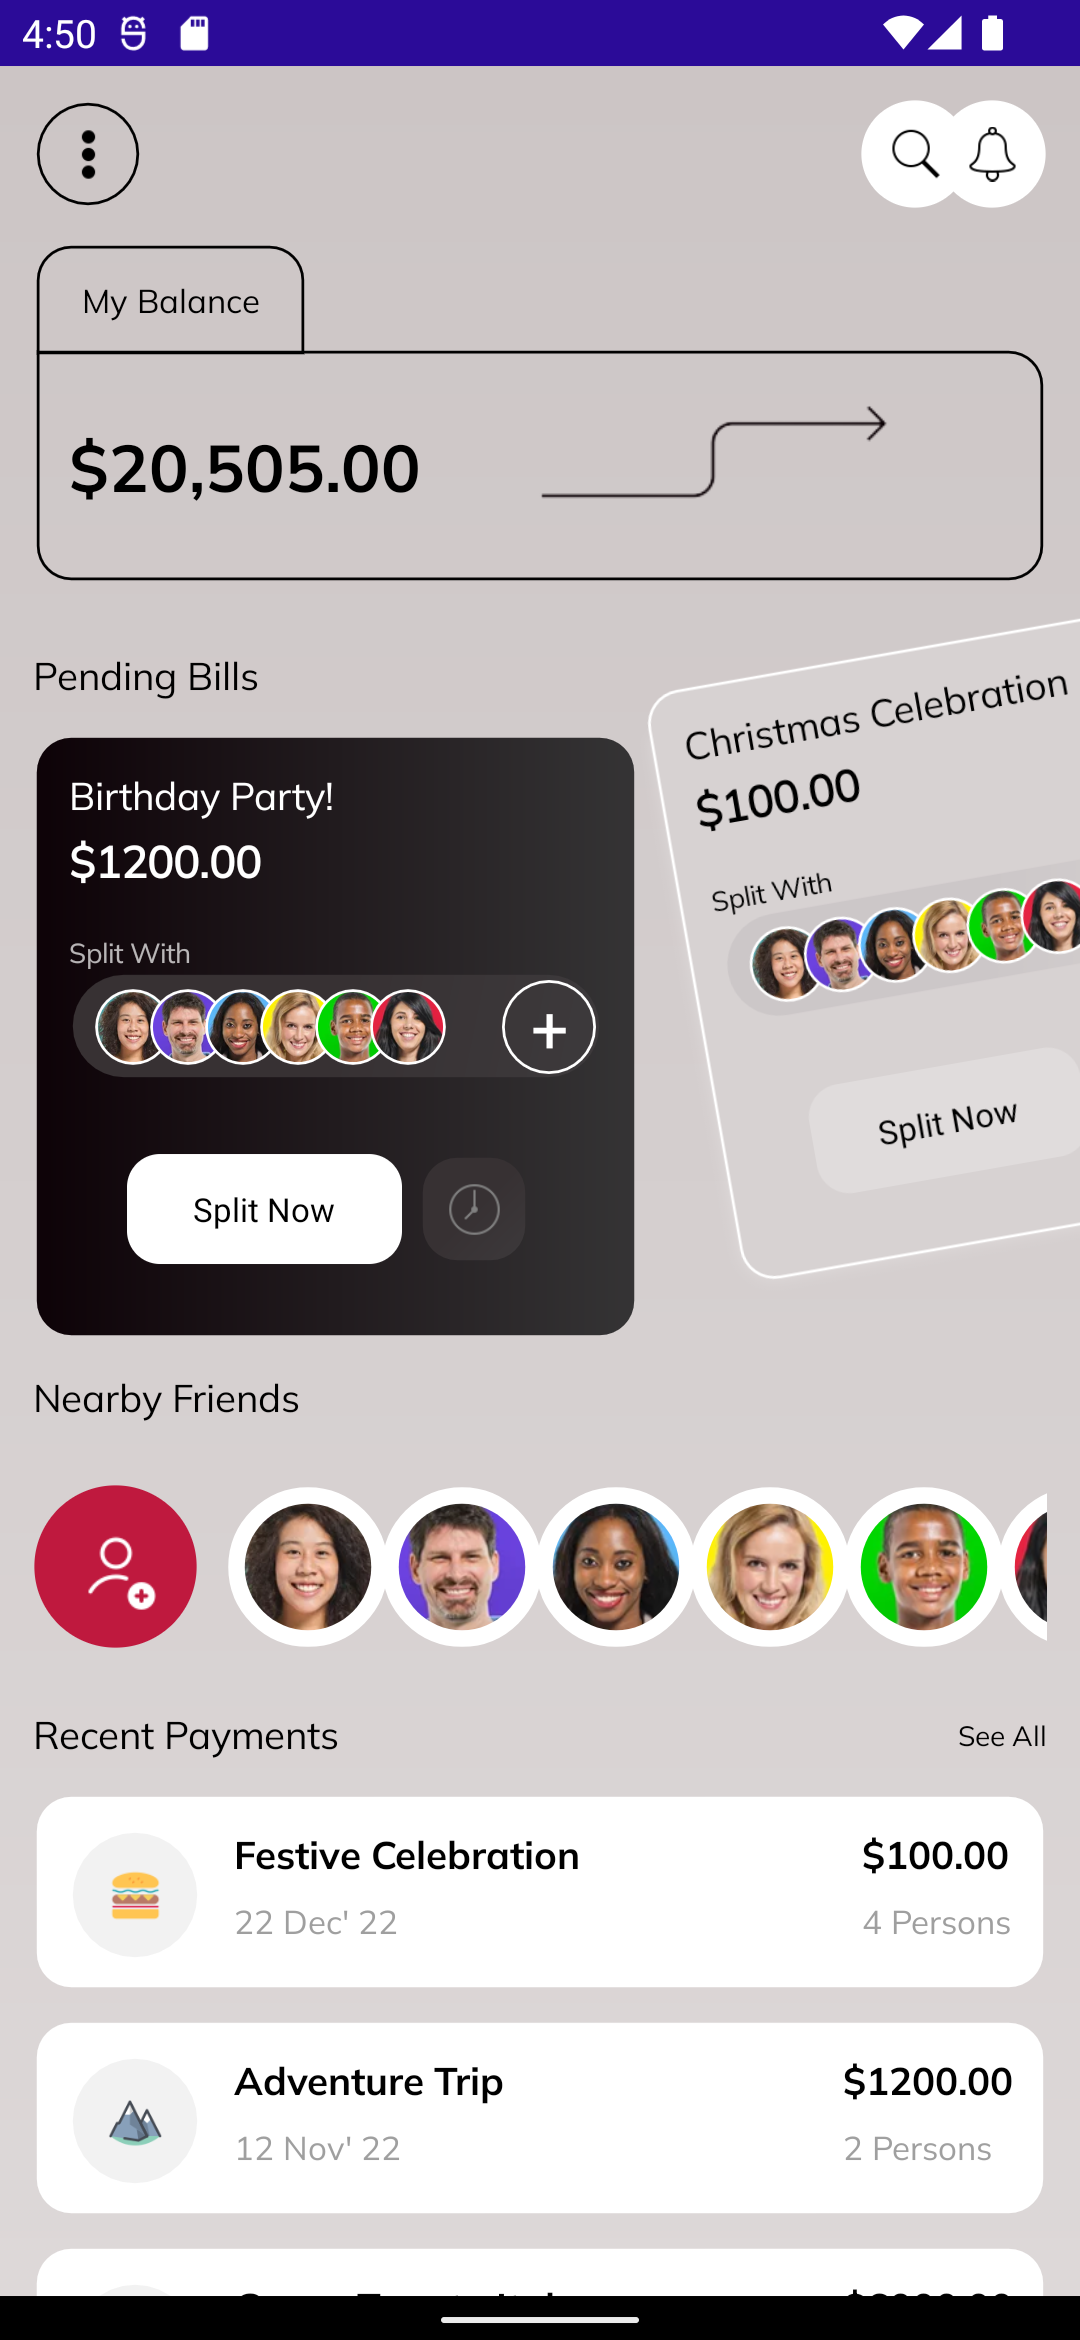 4:50
My Balance
$20,505.00
Pending Bills
Birthday Party!
$1200.00
Split With
Split Now
Christmas Celebration
$100.00
Split With
Split Now
Nearby Friends
Recent Payments
See All
Festive Celebration
$100.00
22 Dec' 22
4 Persons
Adventure Trip
$1200.00
12 Nov' 22
2 Persons